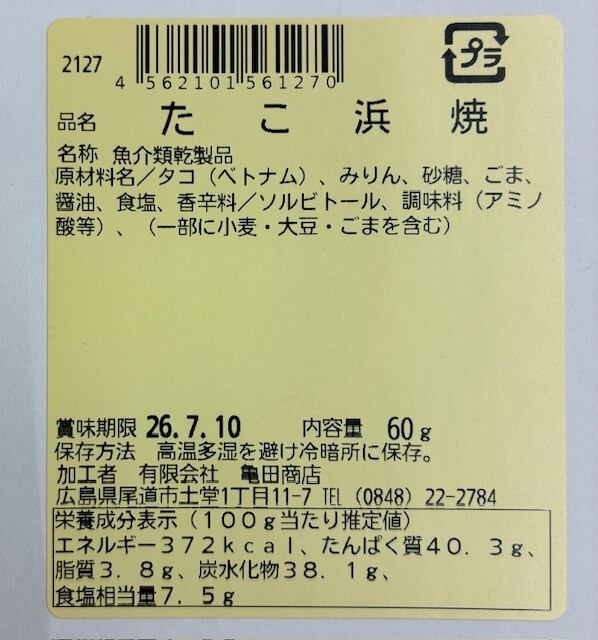 2127
4 562101 561270
プラ
品名 たこ浜焼
名称 魚介類乾製品
原材料名／タコ（ベトナム）、みりん、砂糖、ごま、
醤油、食塩、香辛料／ソルビトール、調味料（アミノ
酸等）、（一部に小麦・大豆・ごまを含む）
賞味期限 26.7.10 内容量 60g
保存方法 高温多湿を避け冷暗所に保存。
加工者 有限会社 亀田商店
広島県尾道市土堂1丁目11-7 TEL (0848) 22-2784
栄養成分表示（１００ｇ当たり推定値）
エネルギー３７２ｋｃａｌ、たんぱく質４０．３ｇ、
脂質３．８ｇ、炭水化物３８．１ｇ、
食塩相当量７．５ｇ